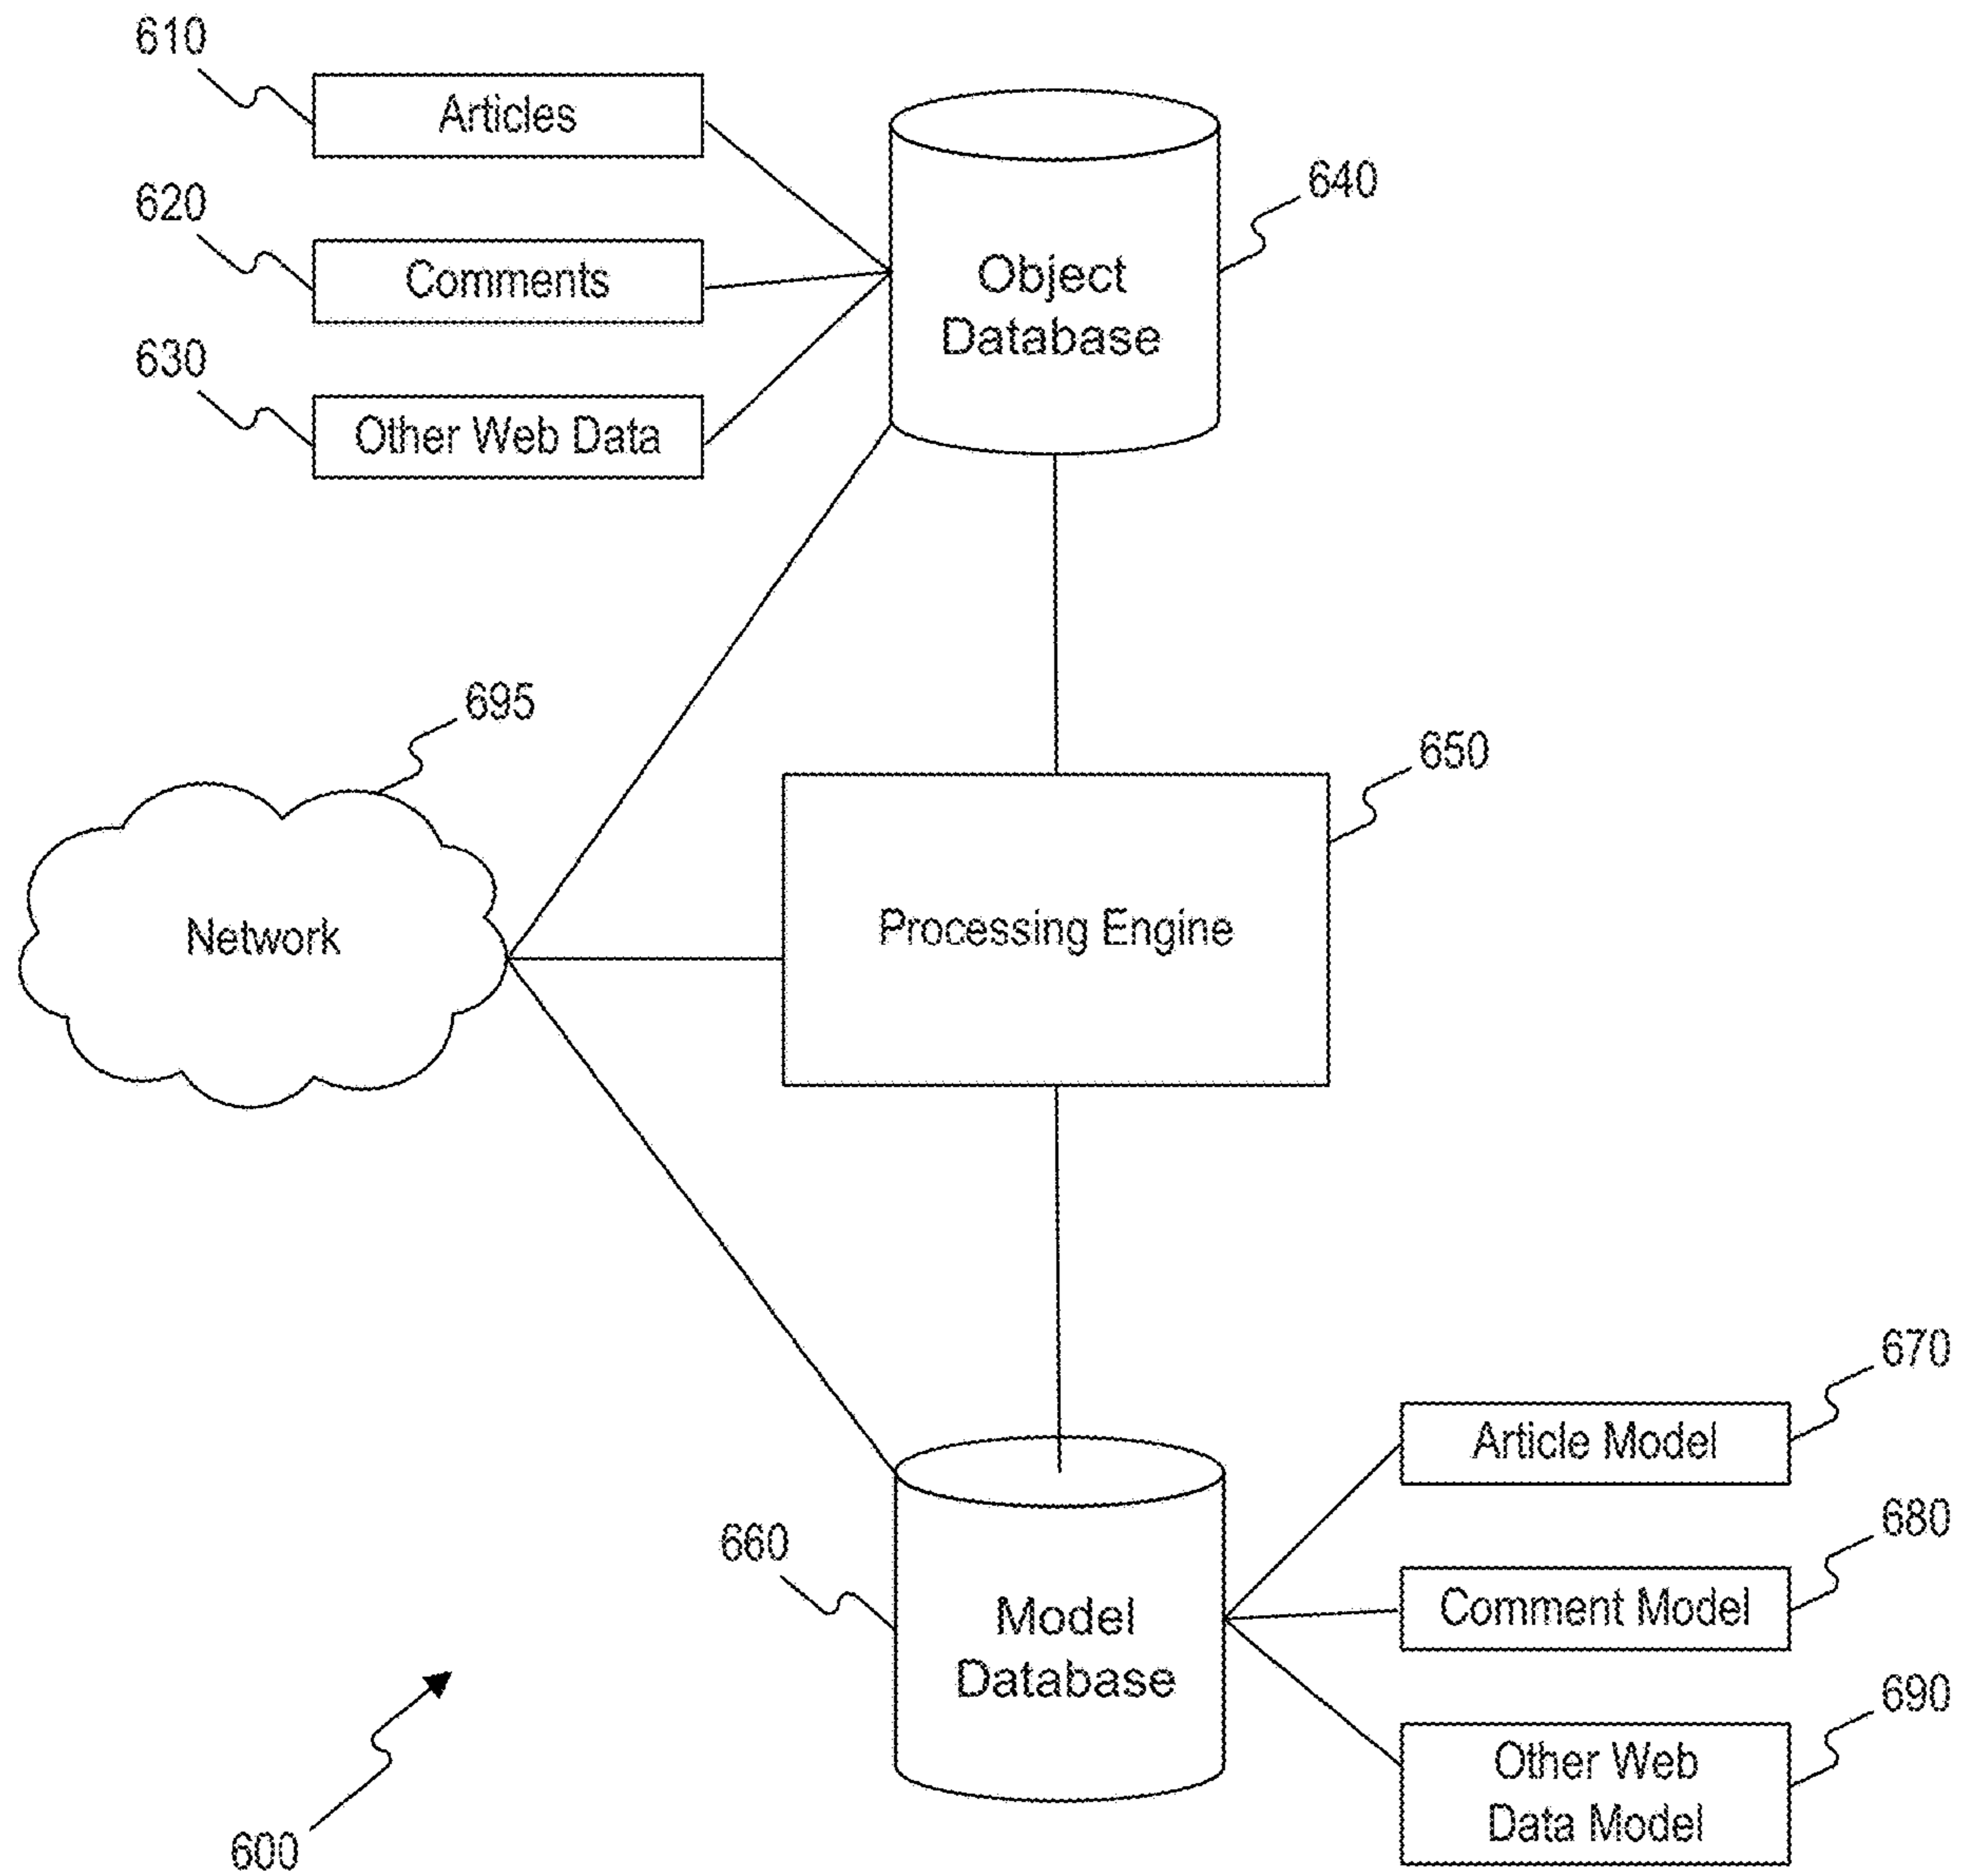 610
Articles
620
Comments
630
Other Web Data
Object
Database
640
695
Network
650
Processing Engine
660
Model
Database
670
Article Model
680
Comment Model
690
Other Web
Data Model
600